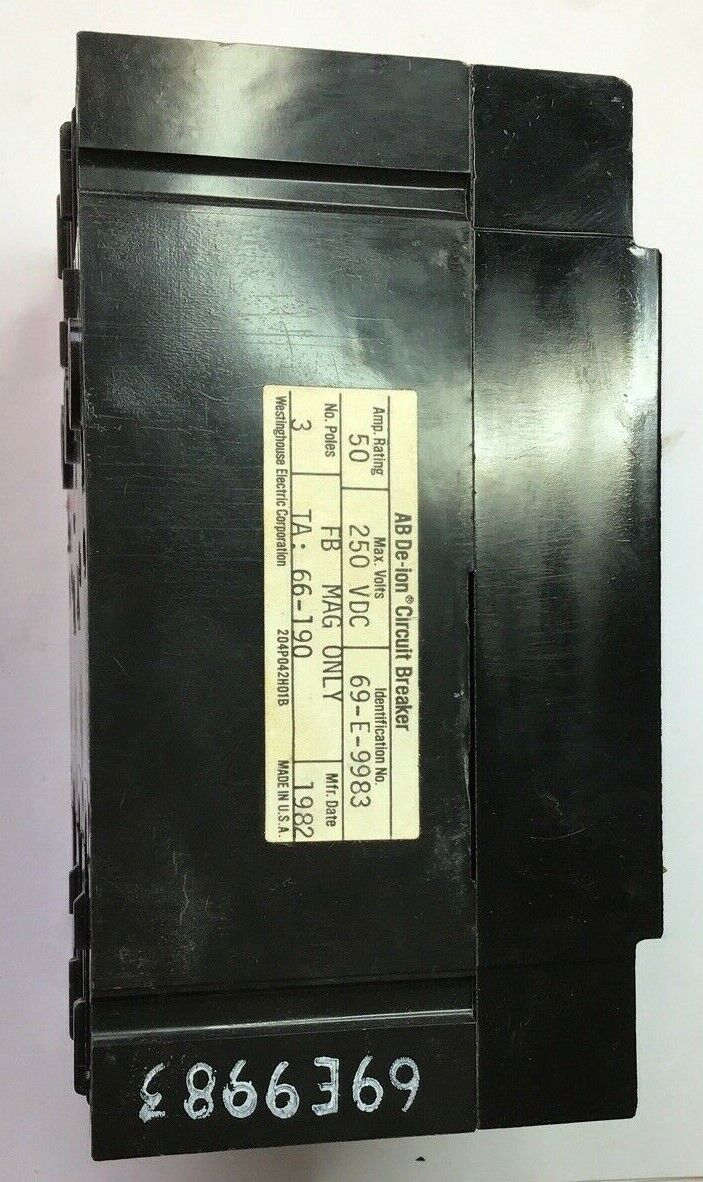 AB De-ion® Circuit Breaker
Amp. Rating Max. Volts Identification No.
50 250 VDC 69-E-9983
No. Poles Mfr. Date
3 FB MAG ONLY 1982
TA: 66-190
Westinghouse Electric Corporation 204P042H01B MADE IN U.S.A.
69E9983